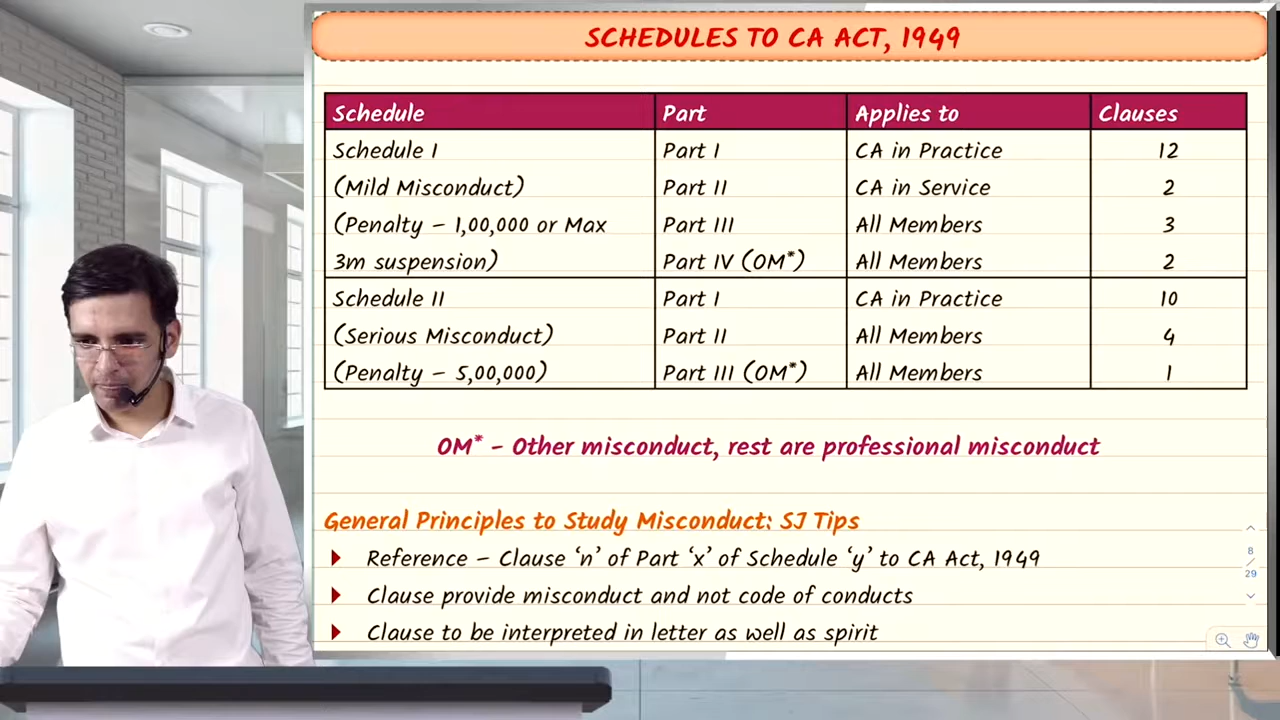 SCHEDULES TO CA ACT, 1949
Schedule Part Applies to Clauses
Schedule I Part I CA in Practice 12
(Mild Misconduct) Part II CA in Service 2
(Penalty – 1,00,000 or Max Part III All Members 3
3m suspension) Part IV (OM*) All Members 2
Schedule II Part I CA in Practice 10
(Serious Misconduct) Part II All Members 4
(Penalty – 5,00,000) Part III (OM*) All Members 1
OM* – Other misconduct, rest are professional misconduct
General Principles to Study Misconduct: SJ Tips
Reference – Clause ‘n’ of Part ‘x’ of Schedule ‘y’ to CA Act, 1949
Clause provide misconduct and not code of conducts
Clause to be interpreted in letter as well as spirit
8
/
29